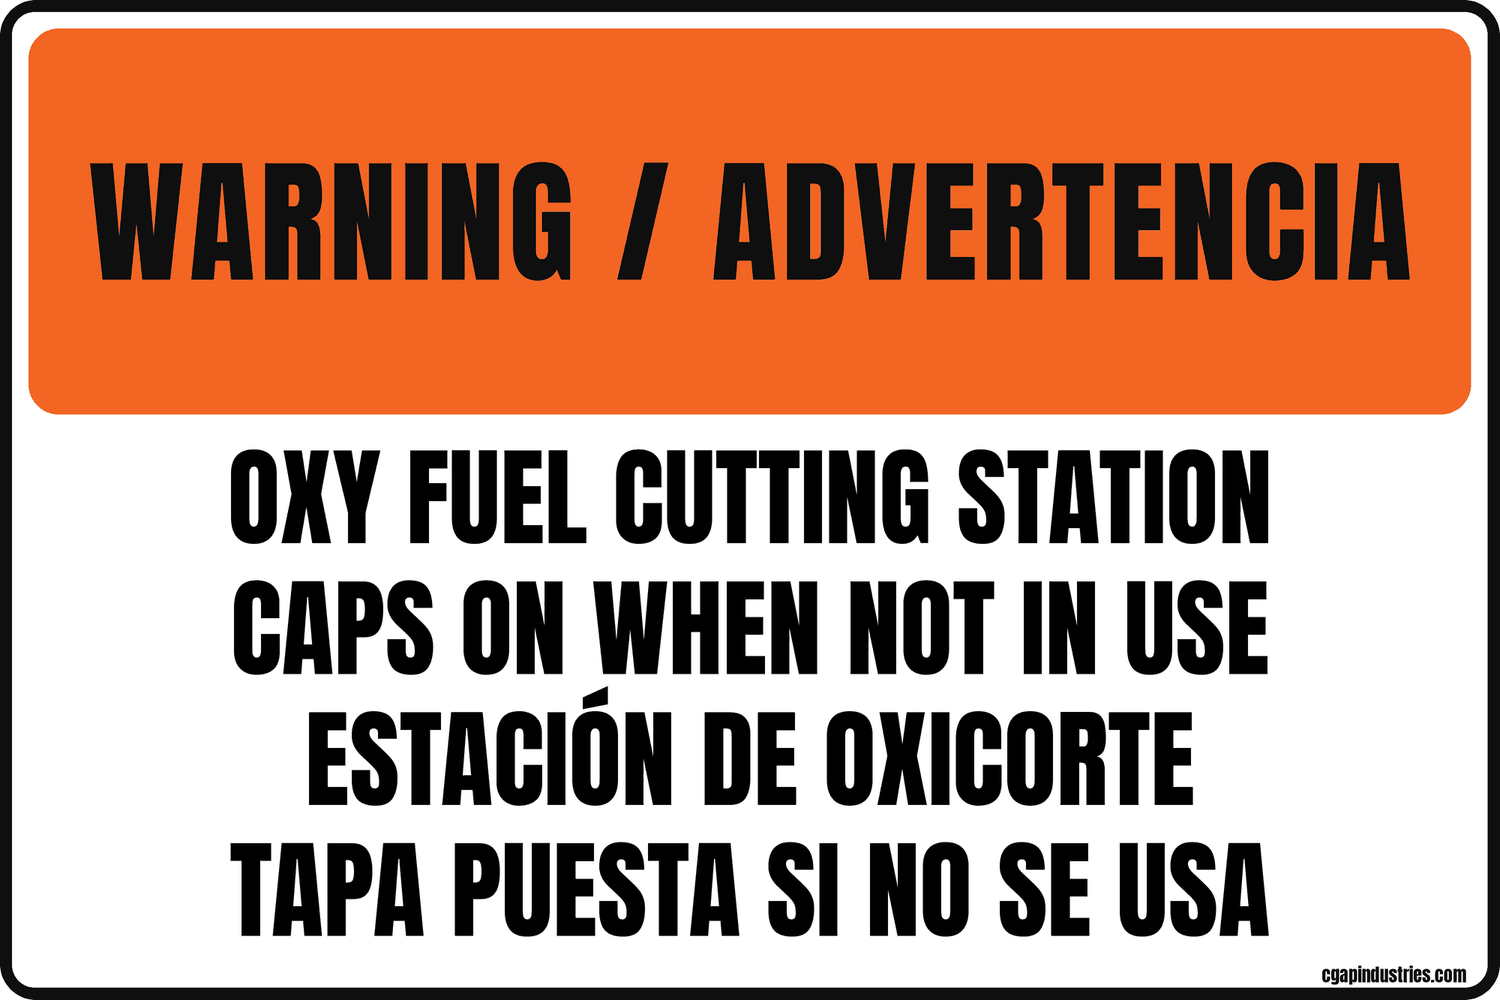 WARNING / ADVERTENCIA
OXY FUEL CUTTING STATION
CAPS ON WHEN NOT IN USE
ESTACIÓN DE OXICORTE
TAPA PUESTA SI NO SE USA
cgapindustries.com